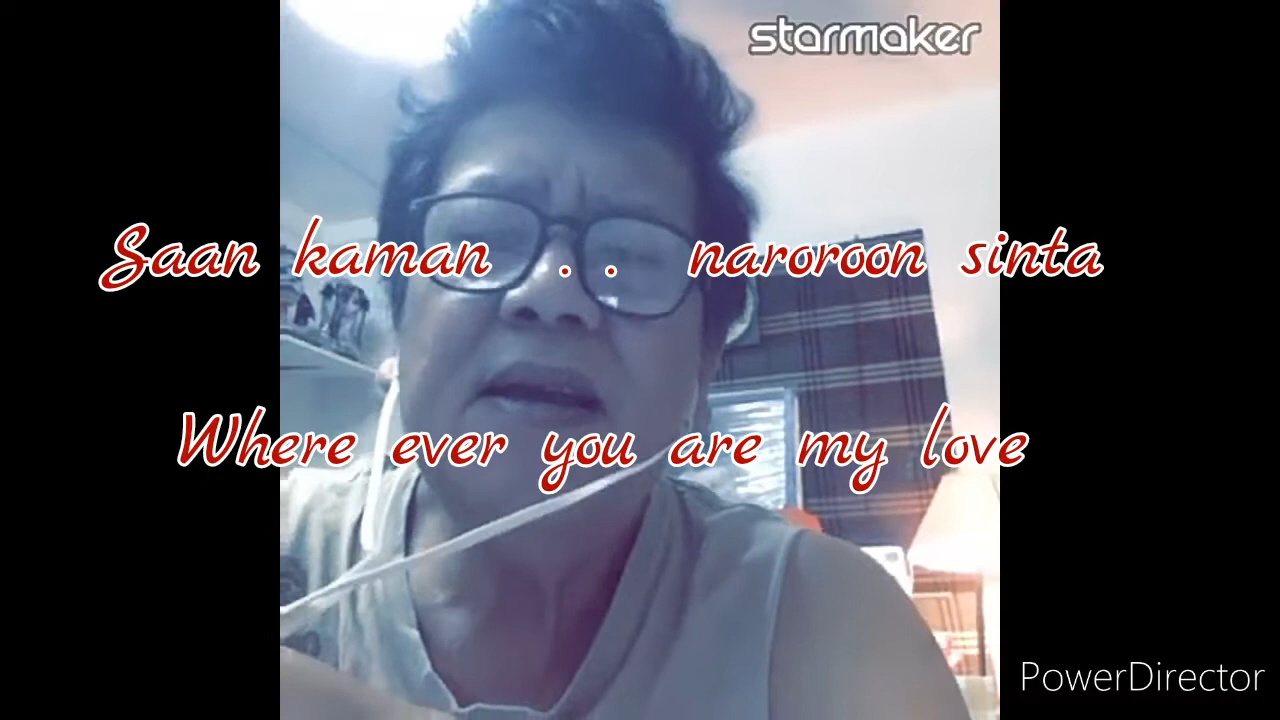 starmaker
Saan kaman . . naroroon sinta
Where ever you are my love
PowerDirector